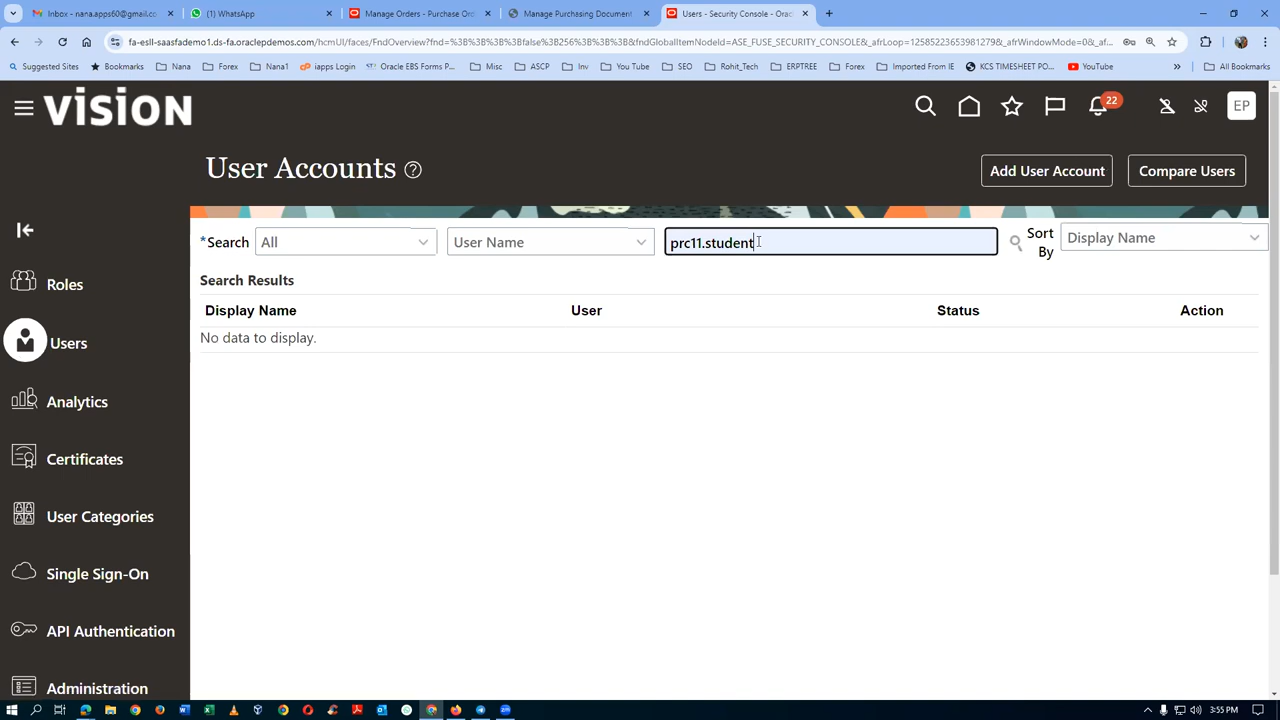 Inbox - nana.apps60@gmail.co
(1) WhatsApp
Manage Orders - Purchase Ord
Manage Purchasing Document
Users - Security Console - Orac
fa-esll-saasfademo1.ds-fa.oraclepdemos.com/hcmUI/faces/FndOverview?fnd=%3B%3B%3B%3Bfalse%3B256%3B%3B%3B&fndGlobalItemNodeId=ASE_FUSE_SECURITY_CONSOLE&_afrLoop=12585223653981279&_afrWindowMode=0&_af...
Suggested Sites
Bookmarks
Nana
Forex
Nana1
iapps Login
Oracle EBS Forms P...
Misc
ASCP
Inv
You Tube
SEO
Rohit_Tech
ERPTREE
Forex
Imported From IE
KCS TIMESHEET PO...
YouTube
All Bookmarks
VISION
22
EP
User Accounts
Add User Account
Compare Users
*Search
All
User Name
prc11.student
Sort By
Display Name
Roles
Users
Analytics
Certificates
User Categories
Single Sign-On
API Authentication
Administration
Search Results
Display Name
User
Status
Action
No data to display.
3:55 PM